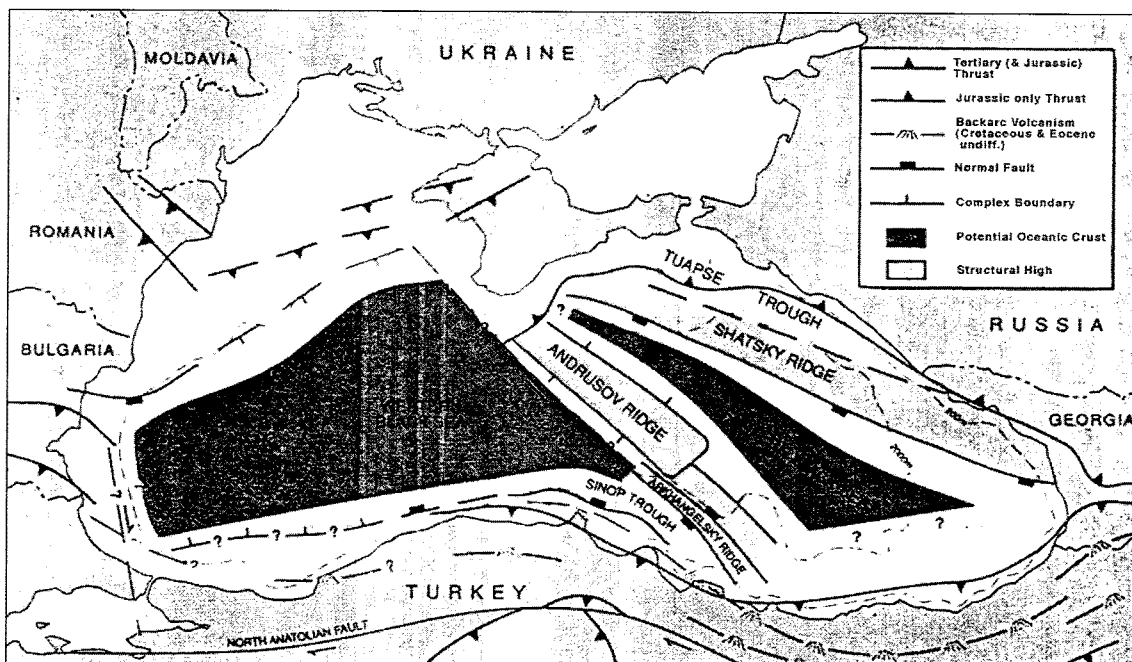 MOLDAVIA
UKRAINE
ROMANIA
BULGARIA
TUAPSE
TROUGH
SHATSKY RIDGE
ANDRUSOV RIDGE
RUSSIA
GEORGIA
SINOP TROUGH
ARKHANGELSKY RIDGE
2000m
TURKEY
NORTH ANATOLIAN FAULT
?
?
?
?
?
?
?
?
Tertiary (& Jurassic)
Thrust
Jurassic only Thrust
Backarc Volcanism
(Cretaceous & Eocene
undiff.)
Normal Fault
Complex Boundary
Potential Oceanic Crust
Structural High